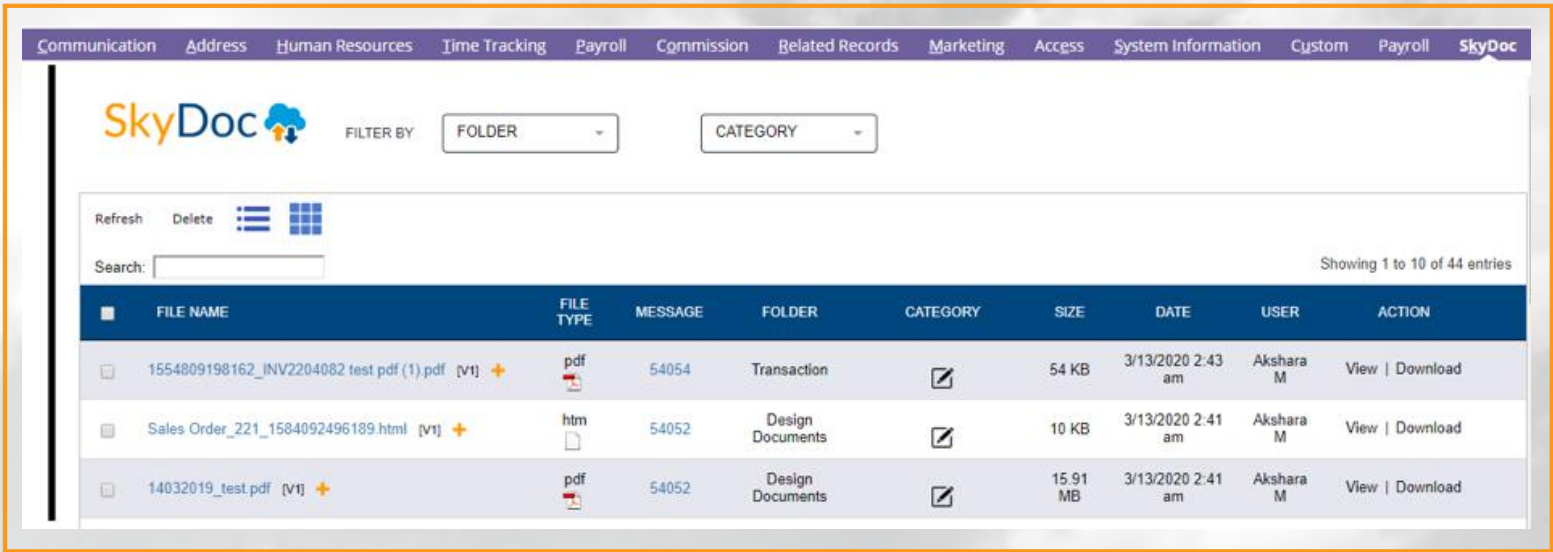 Communication Address Human Resources Time Tracking Payroll Commission Related Records Marketing Access System Information Custom Payroll SkyDoc
SkyDoc FILTER BY FOLDER CATEGORY
Refresh Delete
Search: Showing 1 to 10 of 44 entries
FILE NAME FILE TYPE MESSAGE FOLDER CATEGORY SIZE DATE USER ACTION
1554809198162_INV2204082 test pdf (1).pdf [V1] + pdf 54054 Transaction 54 KB 3/13/2020 2:43 am Akshara M View | Download
Sales Order_221_1584092496189.html [V1] + htm 54052 Design Documents 10 KB 3/13/2020 2:41 am Akshara M View | Download
14032019_test.pdf [V1] + pdf 54052 Design Documents 15.91 MB 3/13/2020 2:41 am Akshara M View | Download